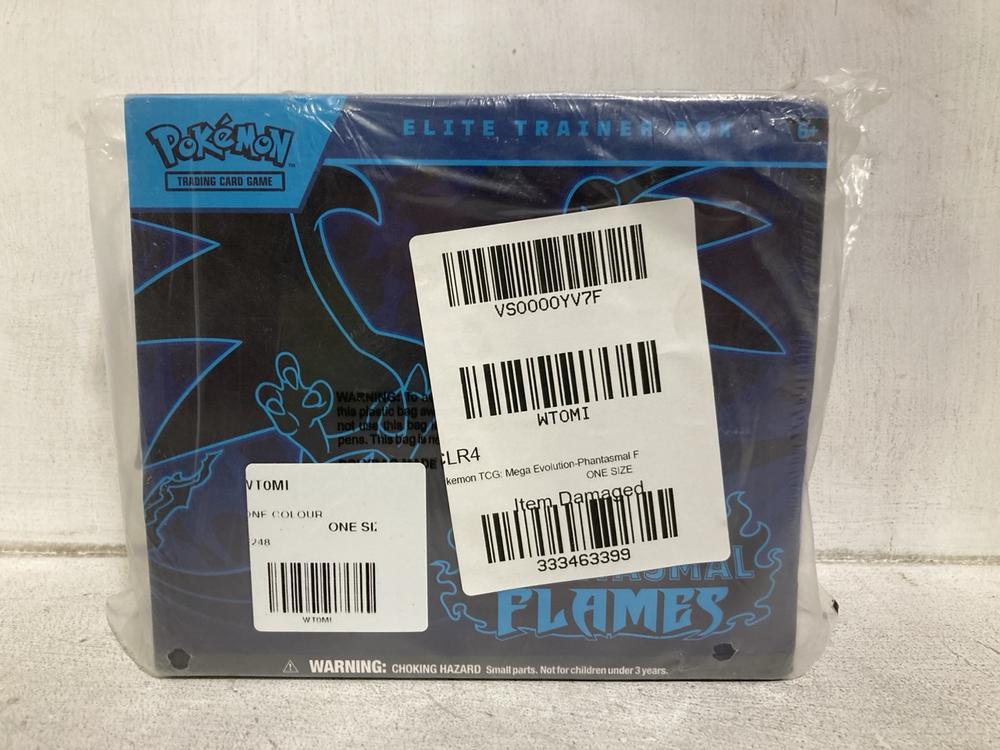 POKéMON
TRADING CARD GAME
ELITE TRAINER BOX
6+
VS0000YV7F
WTOMI
CLR4
kemon TCG: Mega Evolution-Phantasmal F
ONE SIZE
Item Damaged
333463399
WARNING: To
this plastic bag
not use this bag
pens. This bag is
WTOMI
ONE COLOUR
ONE SIZ
248
WTOMI
FLAMES
WARNING: CHOKING HAZARD Small parts. Not for children under 3 years.